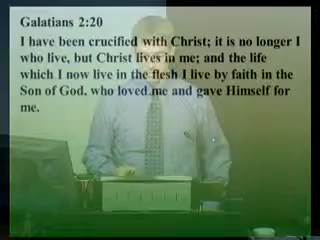 Galatians 2:20
I have been crucified with Christ; it is no longer I
who live, but Christ lives in me; and the life
which I now live in the flesh I live by faith in the
Son of God, who loved me and gave Himself for
me.